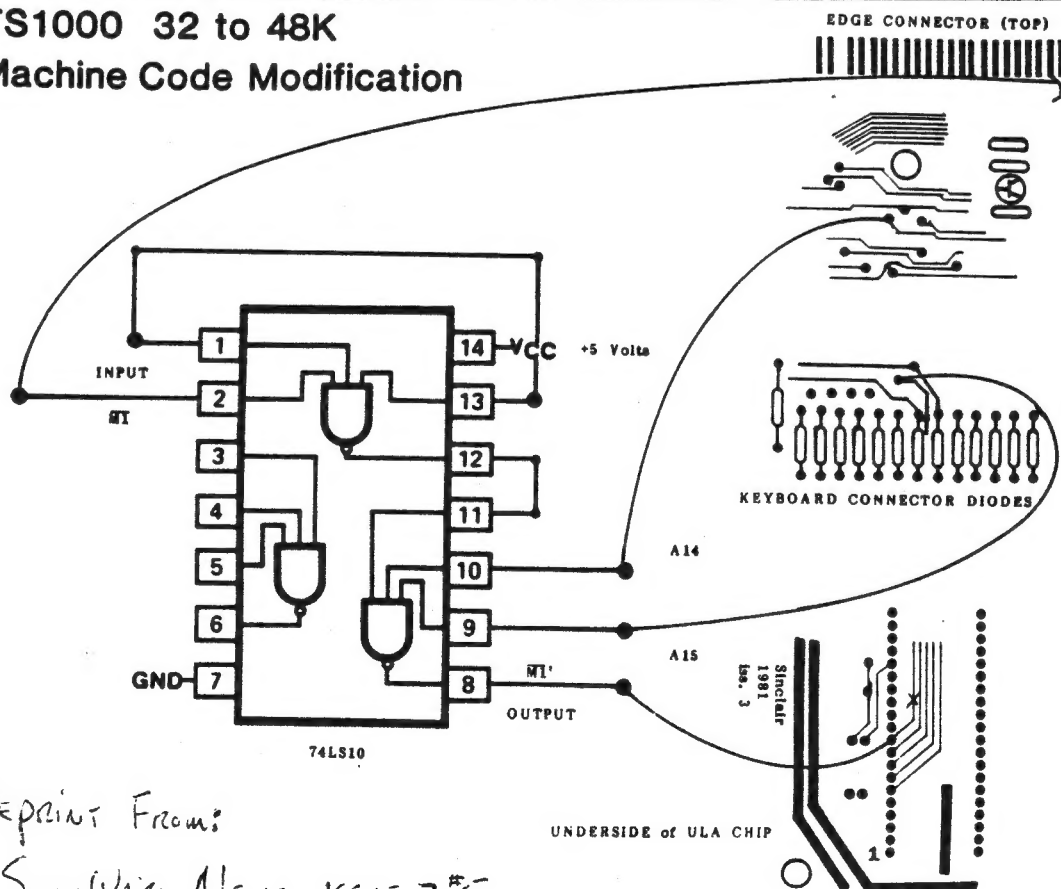 TS1000 32 to 48K
Machine Code Modification
EDGE CONNECTOR (TOP)
1
14
VCC +5 Volts
INPUT
2
13
M1
3
12
4
11
5
10
A14
6
9
A15
GND
7
8
M1'
OUTPUT
74LS10
KEYBOARD CONNECTOR DIODES
Sinclair
1981
iss. 3
X
UNDERSIDE of ULA CHIP
1
From: